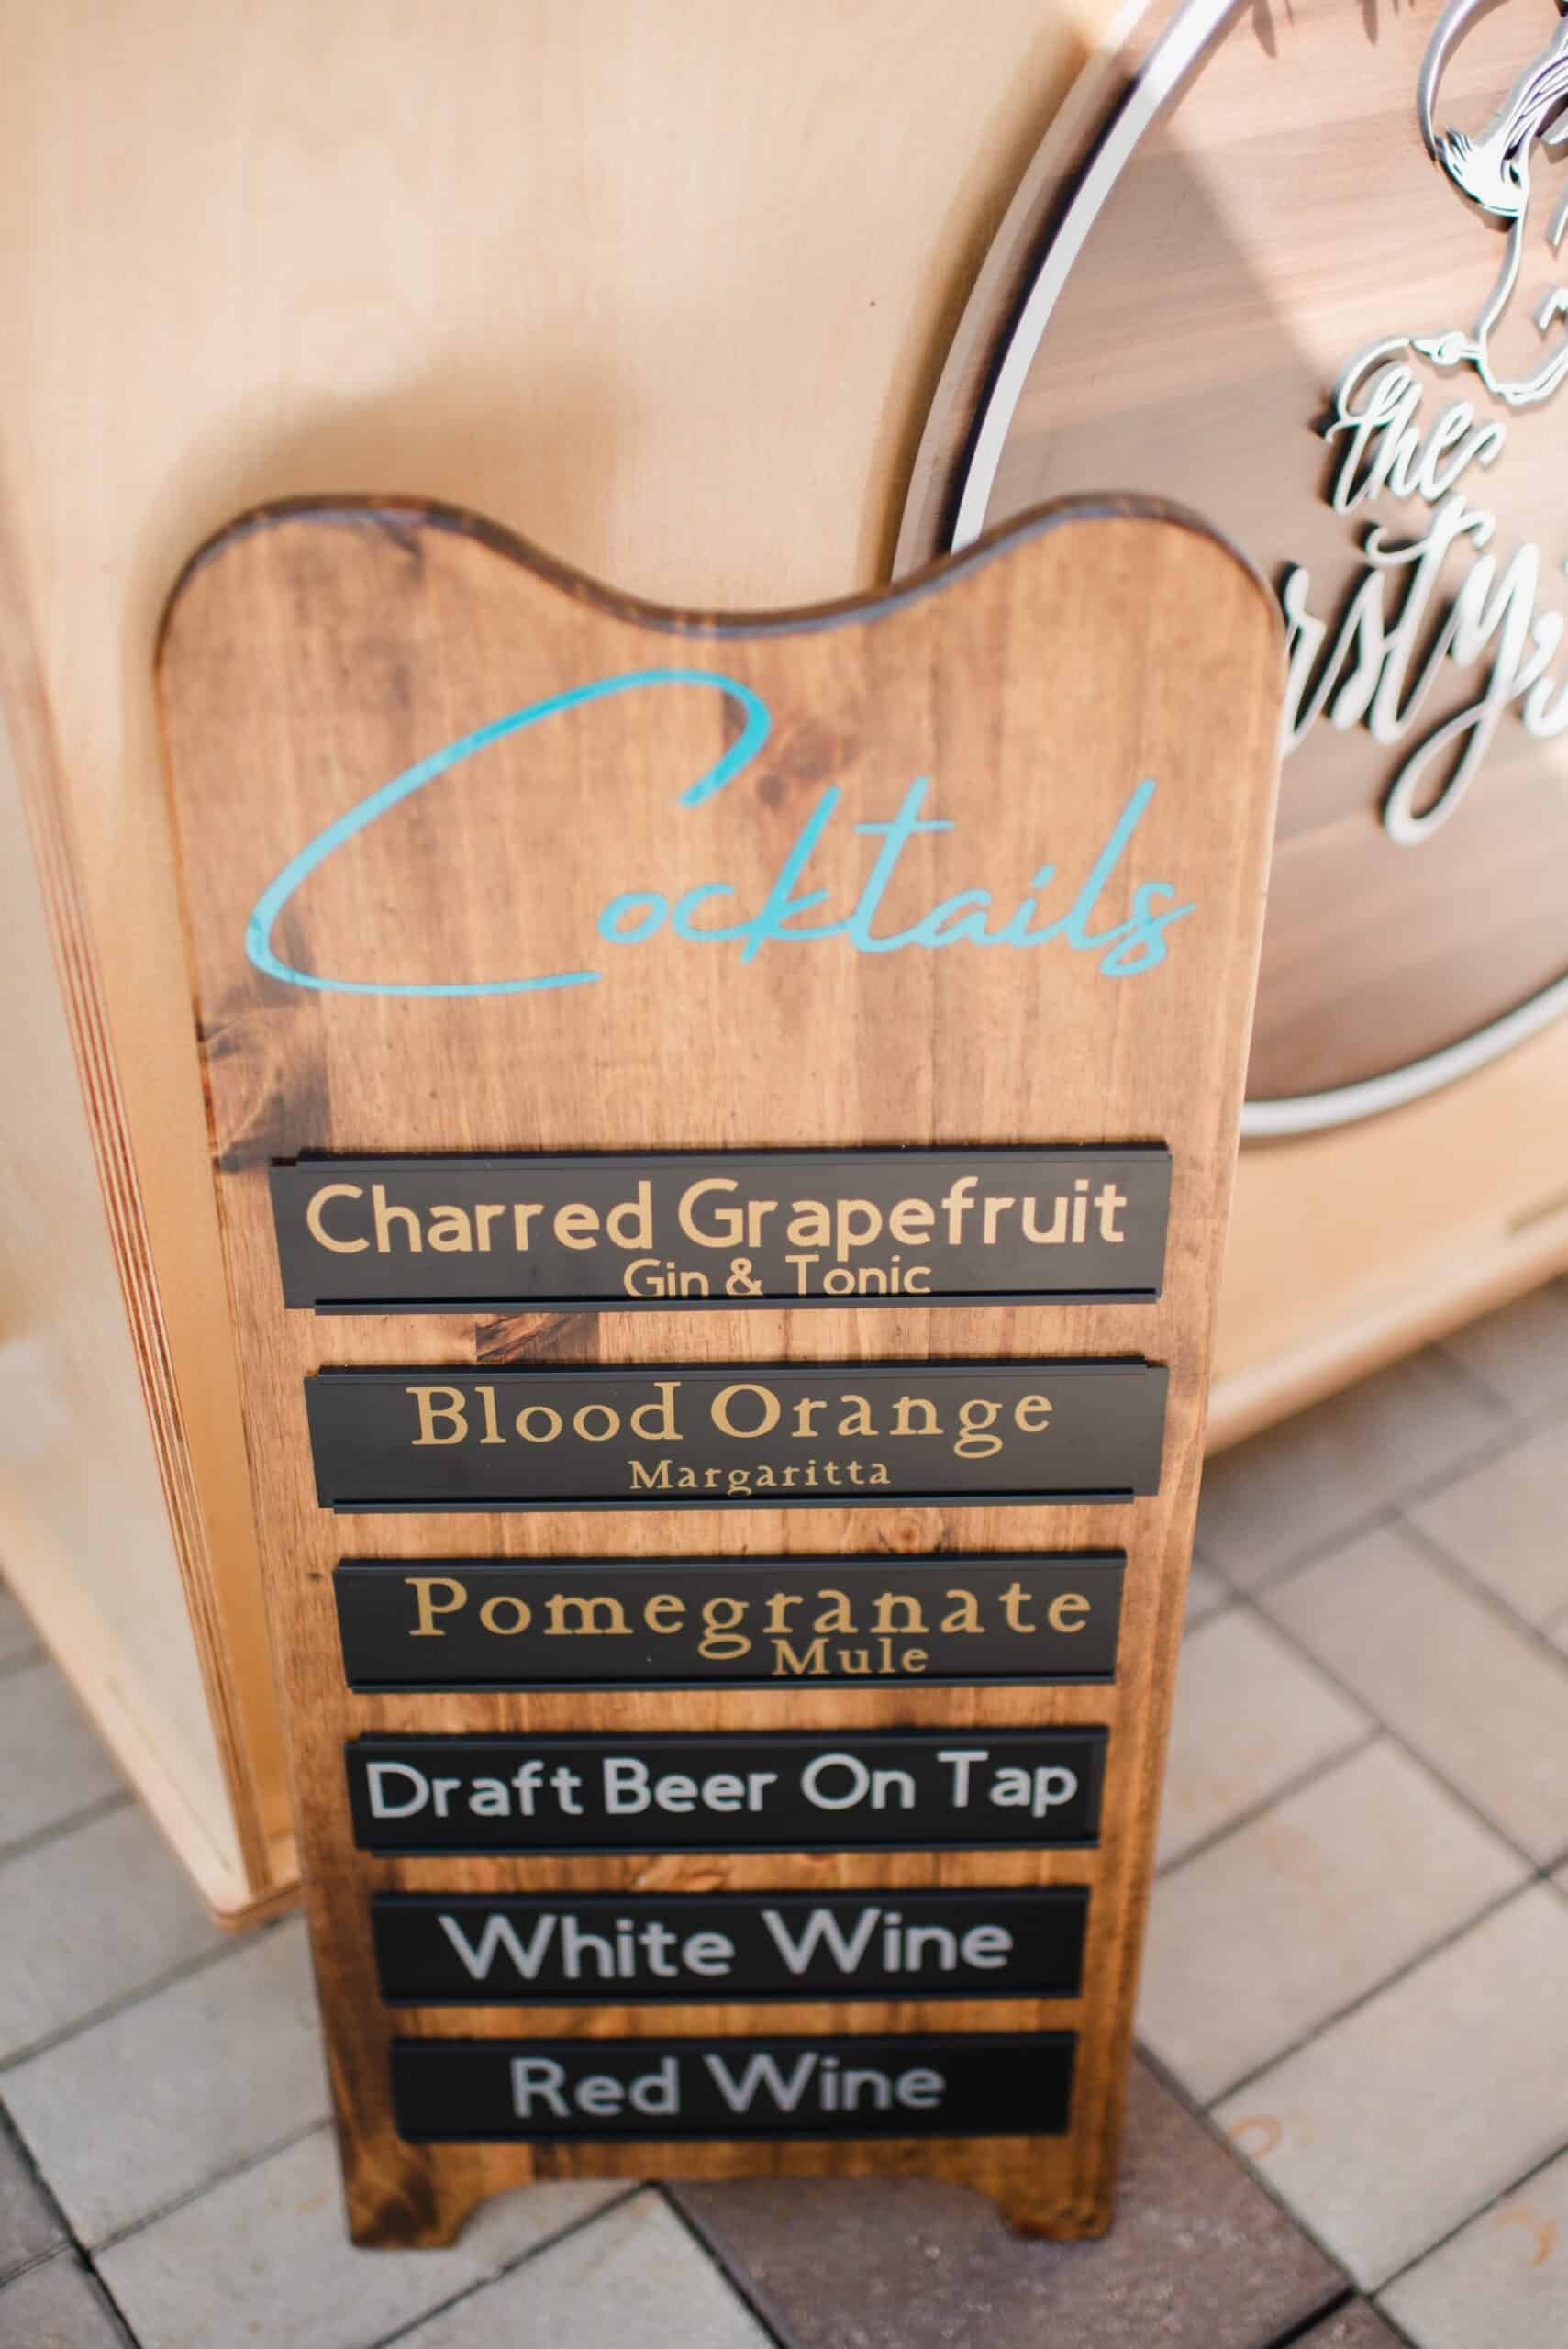 the
Cocktails
Charred Grapefruit
Gin & Tonic
Blood Orange
Margaritta
Pomegranate
Mule
Draft Beer On Tap
White Wine
Red Wine